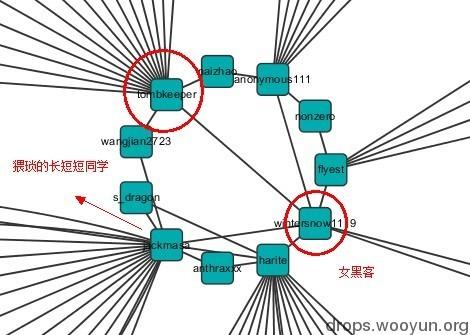 baizhao
tombkeeper
anonymous111
nonzero
wangjian2723
flyest
猥琐的长短短同学
s_dragon
wintersnow1119
jackmasa
harite
anthraxxx
女黑客
drops.wooyun.org